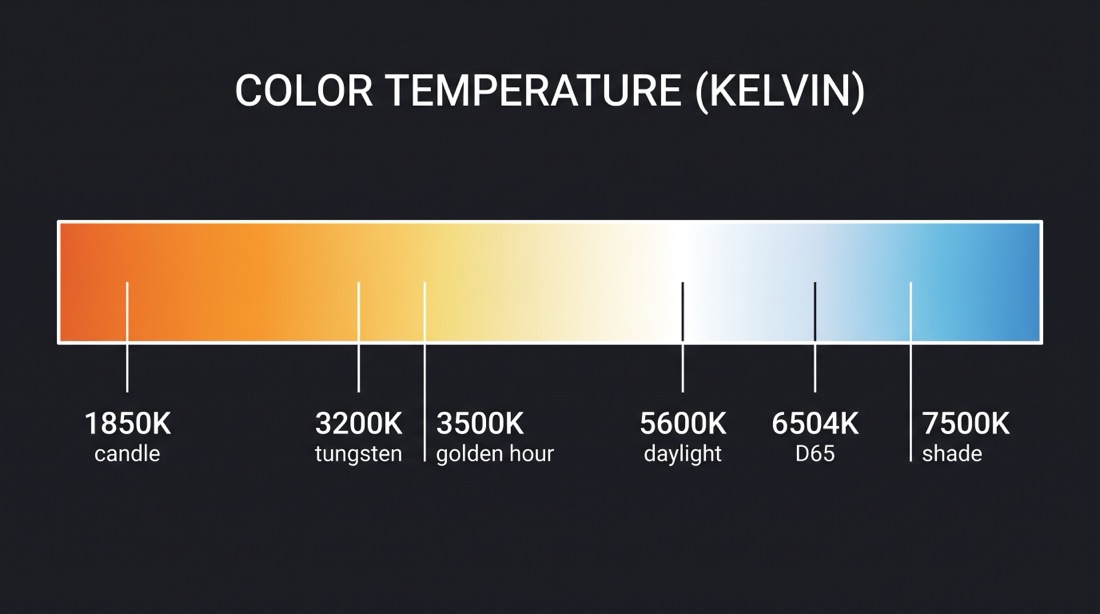 COLOR TEMPERATURE (KELVIN)
1850K
candle
3200K
tungsten
3500K
golden hour
5600K
daylight
6504K
D65
7500K
shade